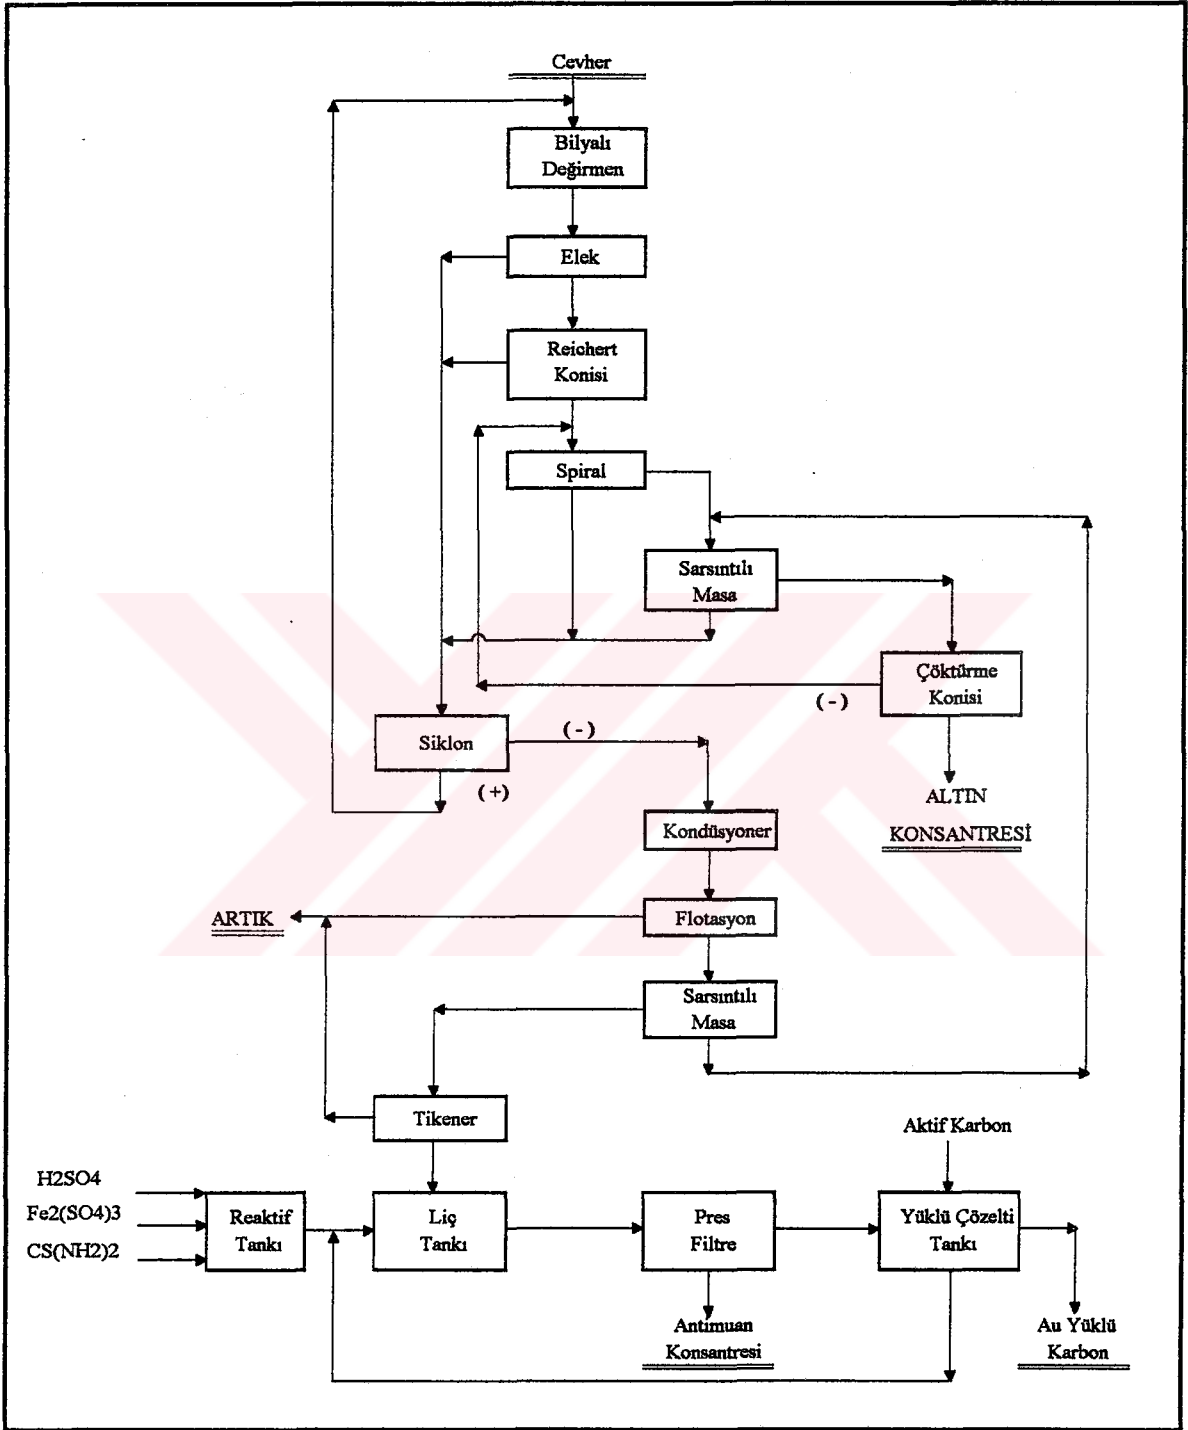 Cevher
Bilyalı
Değirmen
Elek
Reichert
Konisi
Spiral
Sarsıntılı
Masa
Çöktürme
Konisi
( - )
Siklon
( - )
( + )
ALTIN
KONSANTRESİ
Kondüsyoner
ARTIK
Flotasyon
Sarsıntılı
Masa
Tikener
Aktif Karbon
H2SO4
Fe2(SO4)3
CS(NH2)2
Reaktif
Tankı
Liç
Tankı
Pres
Filtre
Yüklü Çözelti
Tankı
Antimuan
Konsantresi
Au Yüklü
Karbon